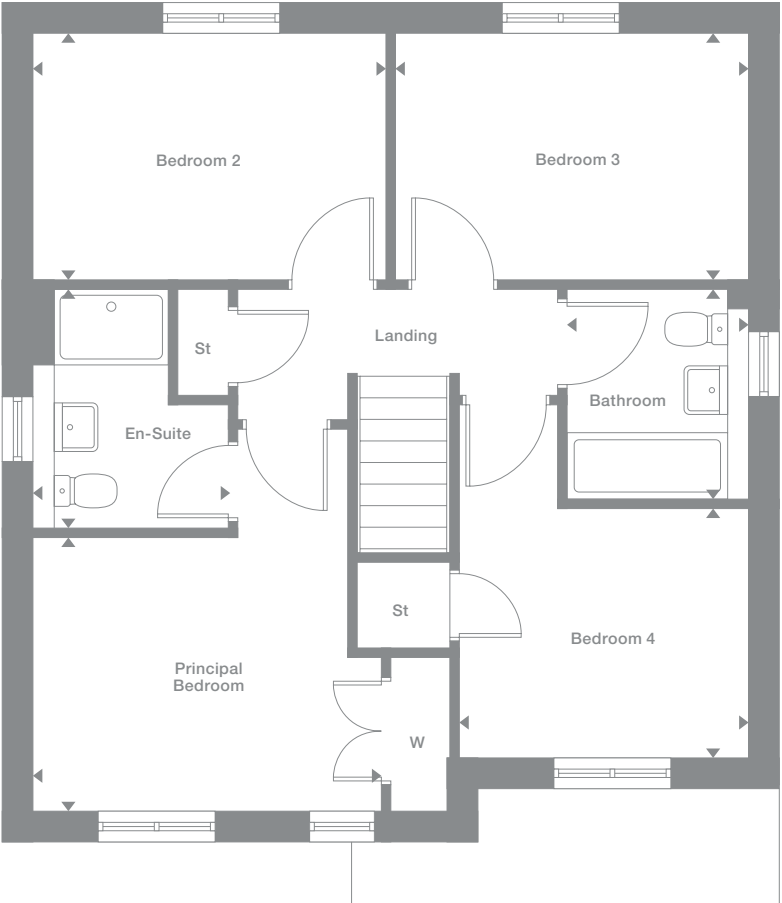 Bedroom 2
Bedroom 3
St
Landing
Bathroom
En-Suite
St
Bedroom 4
Principal
Bedroom
W